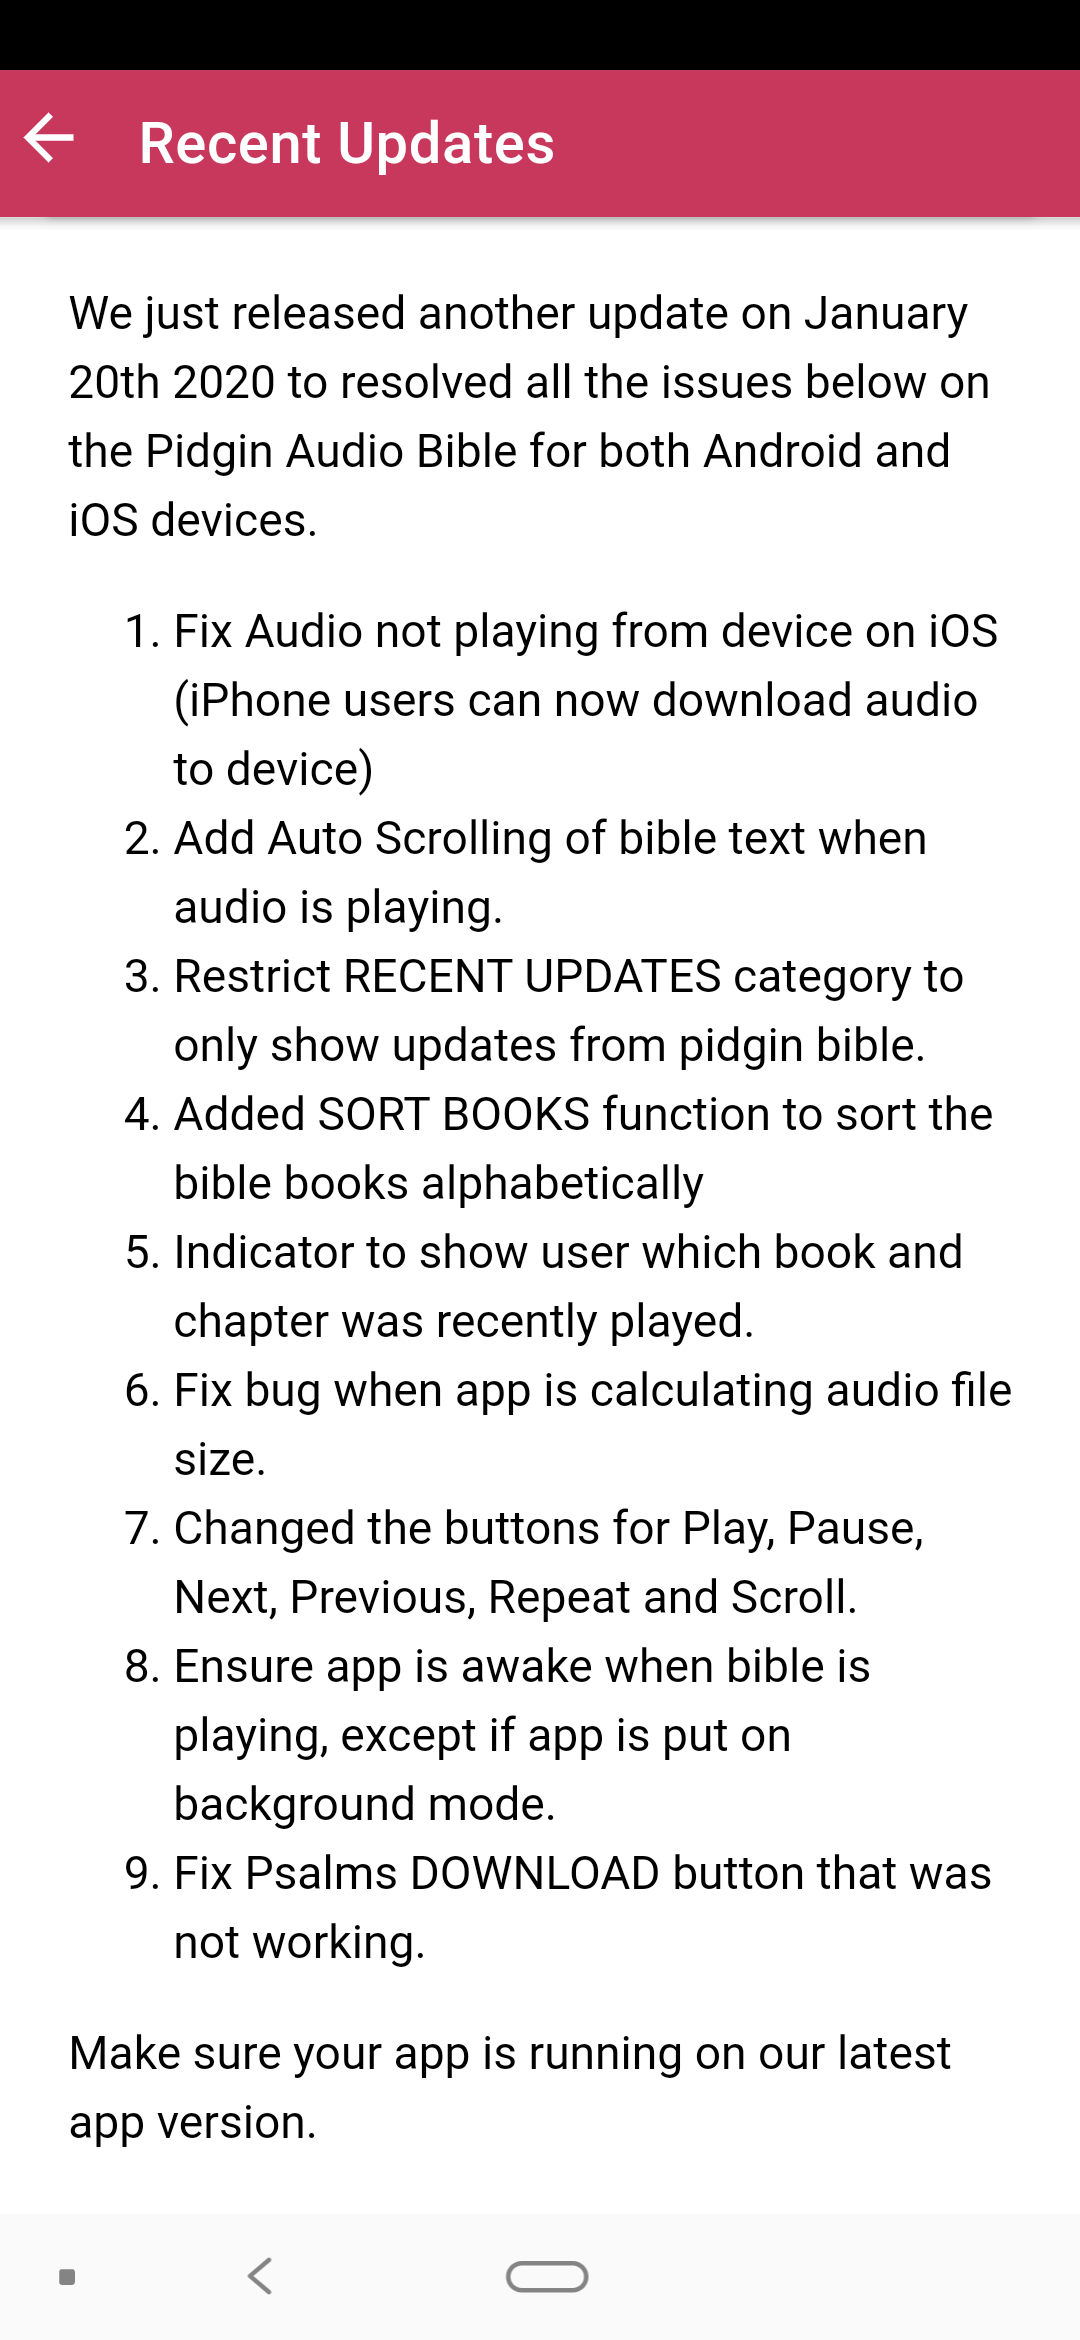 Recent Updates
We just released another update on January
20th 2020 to resolved all the issues below on
the Pidgin Audio Bible for both Android and
iOS devices.
1. Fix Audio not playing from device on iOS
(iPhone users can now download audio
to device)
2. Add Auto Scrolling of bible text when
audio is playing.
3. Restrict RECENT UPDATES category to
only show updates from pidgin bible.
4. Added SORT BOOKS function to sort the
bible books alphabetically
5. Indicator to show user which book and
chapter was recently played.
6. Fix bug when app is calculating audio file
size.
7. Changed the buttons for Play, Pause,
Next, Previous, Repeat and Scroll.
8. Ensure app is awake when bible is
playing, except if app is put on
background mode.
9. Fix Psalms DOWNLOAD button that was
not working.
Make sure your app is running on our latest
app version.